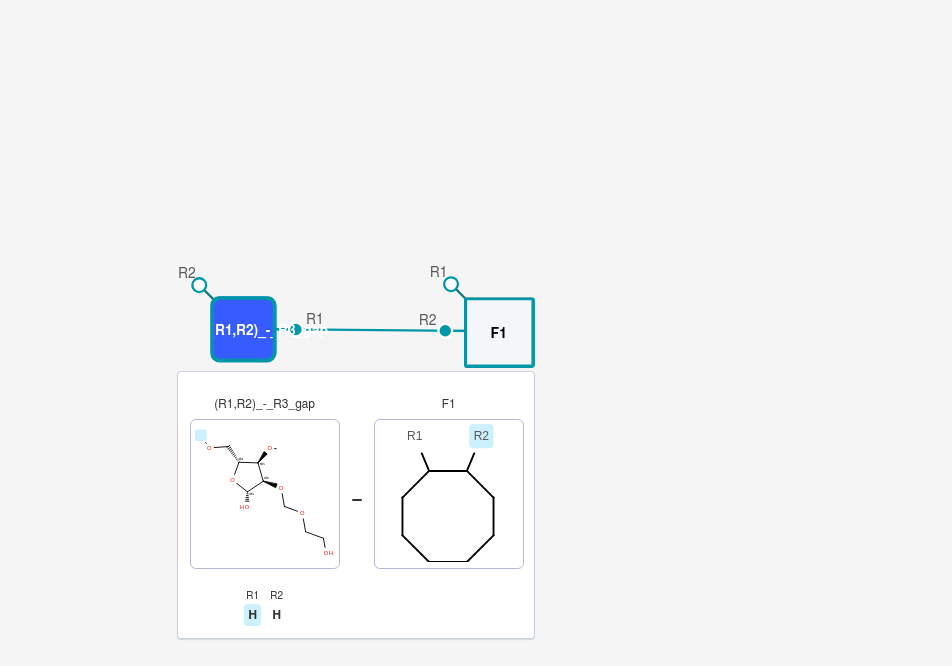 R2
R1
R1,R2)_-_R3_gap
R1
R2
F1
(R1,R2)_-_R3_gap
F1
R1
R2
O
O
O
O
O
HO
OH
–
R1 R2
H H